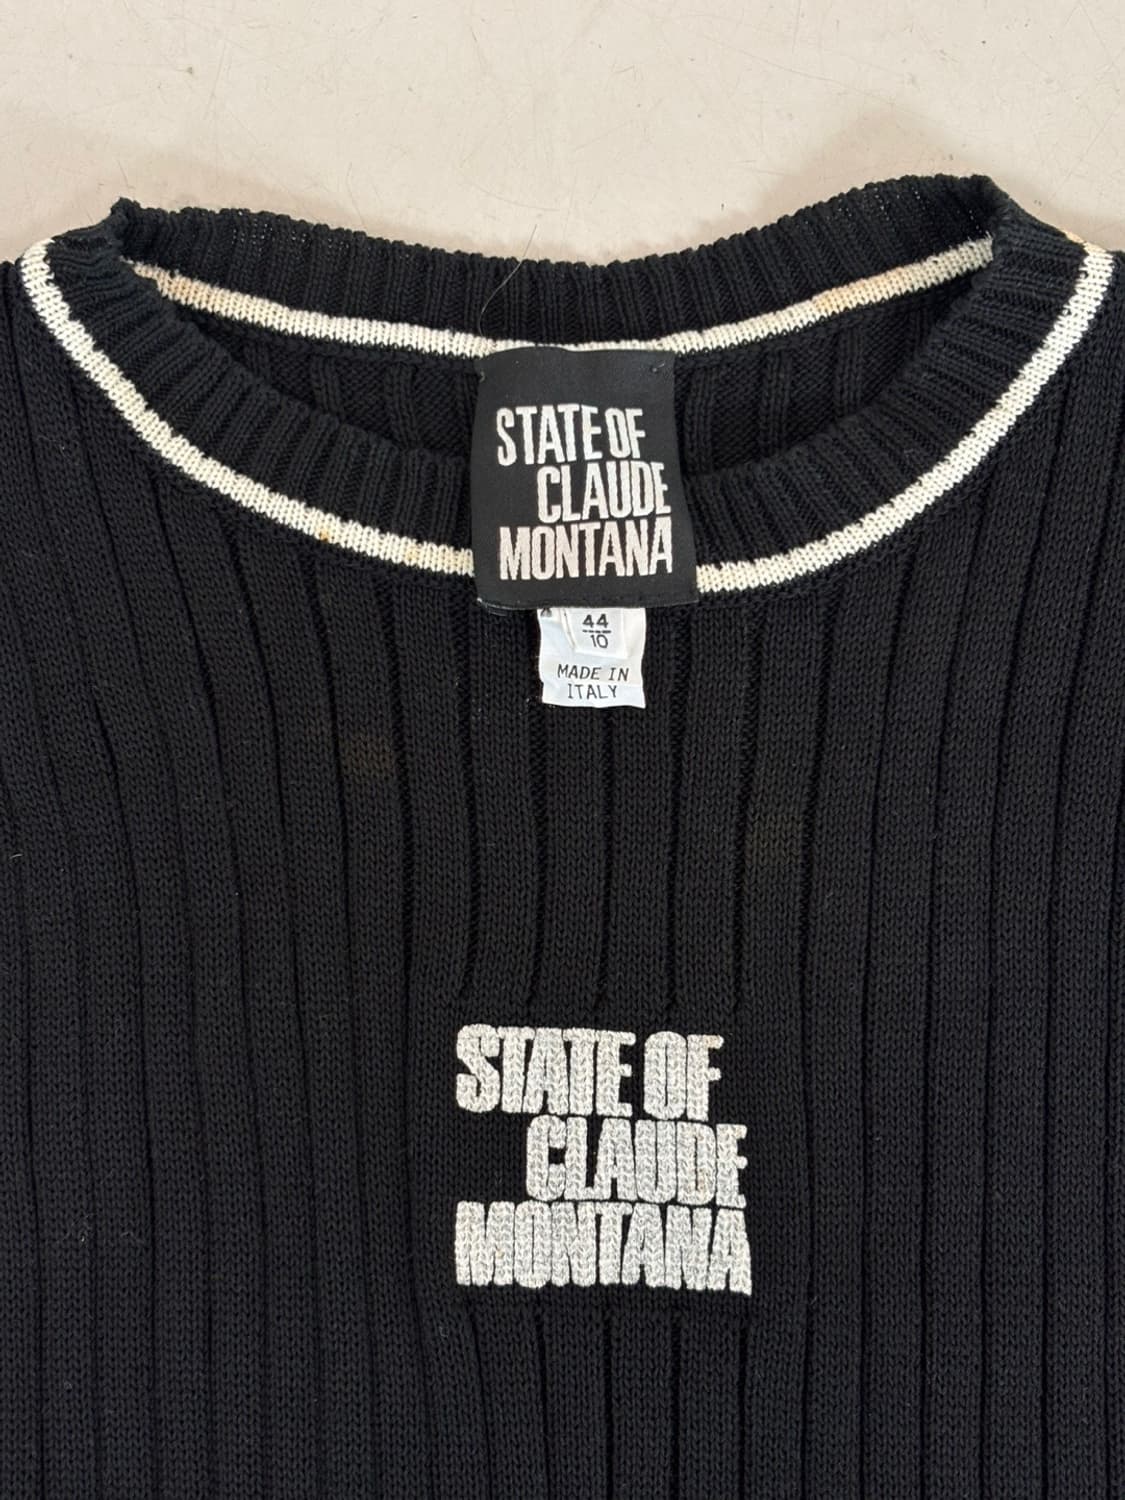 STATE OF
CLAUDE
MONTANA
44
10
MADE IN
ITALY
STATE OF
CLAUDE
MONTANA